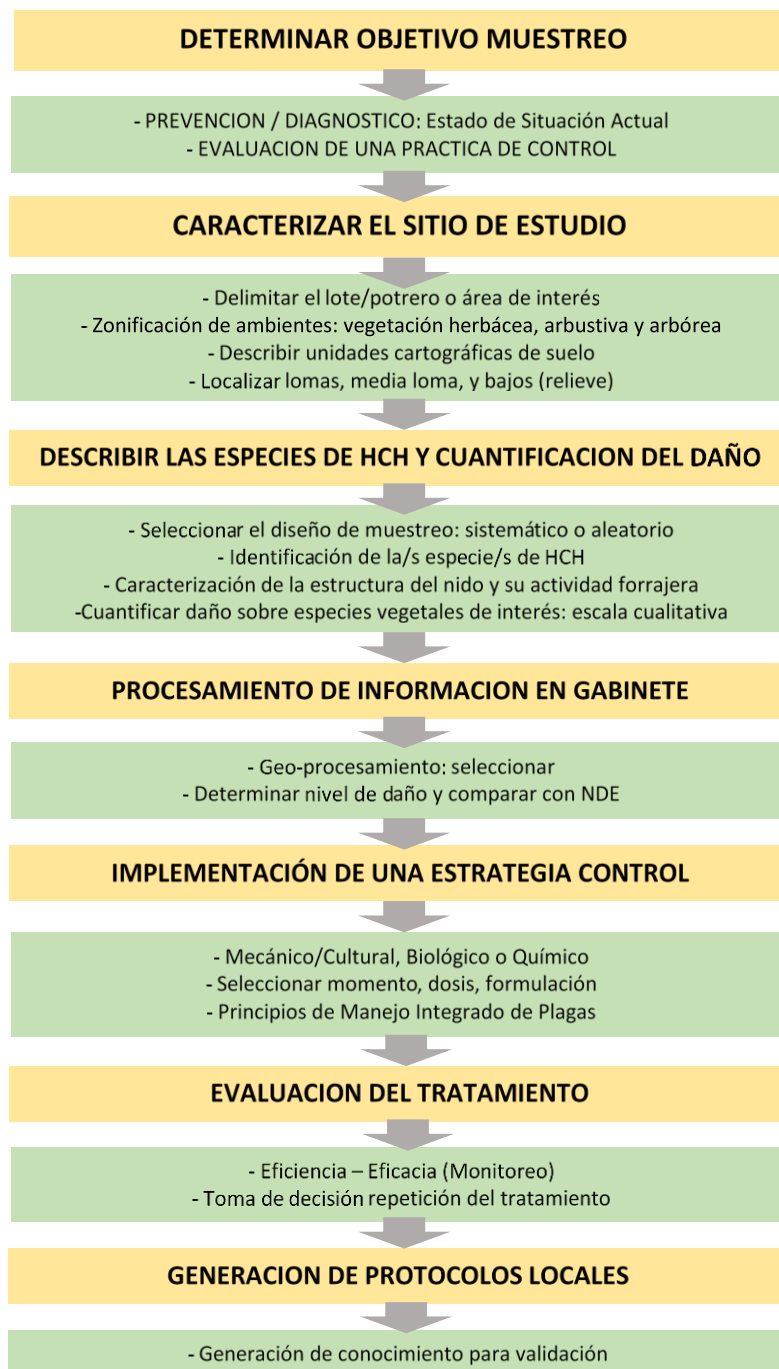 DETERMINAR OBJETIVO MUESTREO
- PREVENCION / DIAGNOSTICO: Estado de Situación Actual
- EVALUACION DE UNA PRACTICA DE CONTROL
CARACTERIZAR EL SITIO DE ESTUDIO
- Delimitar el lote/potrero o área de interés
- Zonificación de ambientes: vegetación herbácea, arbustiva y arbórea
- Describir unidades cartográficas de suelo
- Localizar lomas, media loma, y bajos (relieve)
DESCRIBIR LAS ESPECIES DE HCH Y CUANTIFICACION DEL DAÑO
- Seleccionar el diseño de muestreo: sistemático o aleatorio
- Identificación de la/s especie/s de HCH
- Caracterización de la estructura del nido y su actividad forrajera
-Cuantificar daño sobre especies vegetales de interés: escala cualitativa
PROCESAMIENTO DE INFORMACION EN GABINETE
- Geo-procesamiento: seleccionar
- Determinar nivel de daño y comparar con NDE
IMPLEMENTACIÓN DE UNA ESTRATEGIA CONTROL
- Mecánico/Cultural, Biológico o Químico
- Seleccionar momento, dosis, formulación
- Principios de Manejo Integrado de Plagas
EVALUACION DEL TRATAMIENTO
- Eficiencia – Eficacia (Monitoreo)
- Toma de decisión repetición del tratamiento
GENERACION DE PROTOCOLOS LOCALES
- Generación de conocimiento para validación